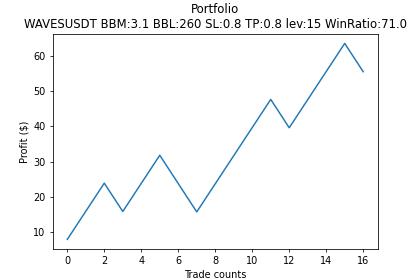 Portfolio
WAVESUSDT BBM:3.1 BBL:260 SL:0.8 TP:0.8 lev:15 WinRatio:71.0
60
50
40
30
20
10
Profit ($)
0 2 4 6 8 10 12 14 16
Trade counts